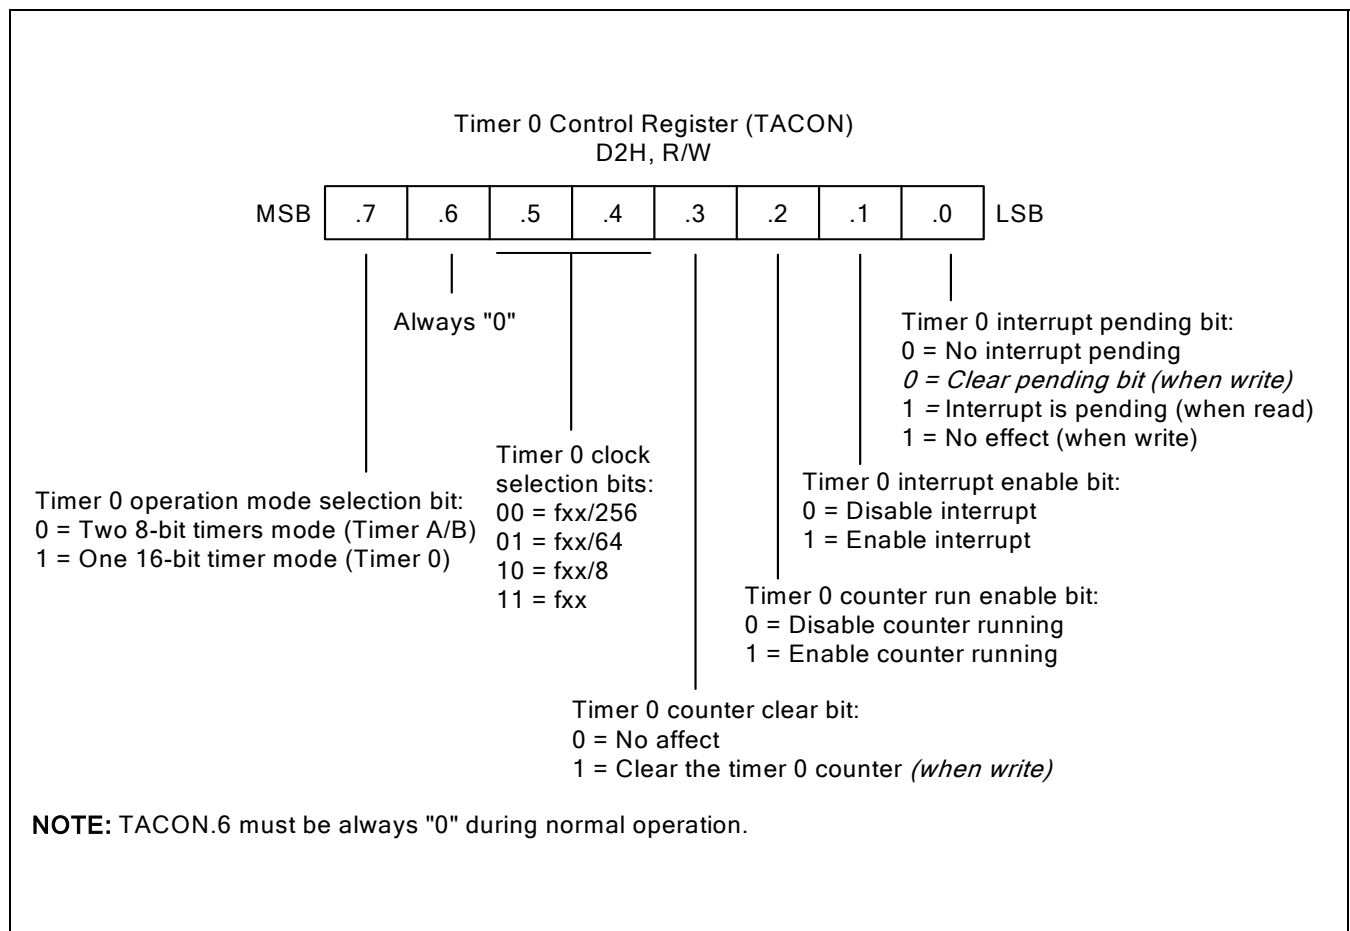 Timer 0 Control Register (TACON)
D2H, R/W
MSB .7 .6 .5 .4 .3 .2 .1 .0 LSB
Always "0"
Timer 0 interrupt pending bit:
0 = No interrupt pending
0 = Clear pending bit (when write)
1 = Interrupt is pending (when read)
1 = No effect (when write)
Timer 0 clock
selection bits:
00 = fxx/256
01 = fxx/64
10 = fxx/8
11 = fxx
Timer 0 operation mode selection bit:
0 = Two 8-bit timers mode (Timer A/B)
1 = One 16-bit timer mode (Timer 0)
Timer 0 interrupt enable bit:
0 = Disable interrupt
1 = Enable interrupt
Timer 0 counter run enable bit:
0 = Disable counter running
1 = Enable counter running
Timer 0 counter clear bit:
0 = No affect
1 = Clear the timer 0 counter (when write)
NOTE: TACON.6 must be always "0" during normal operation.